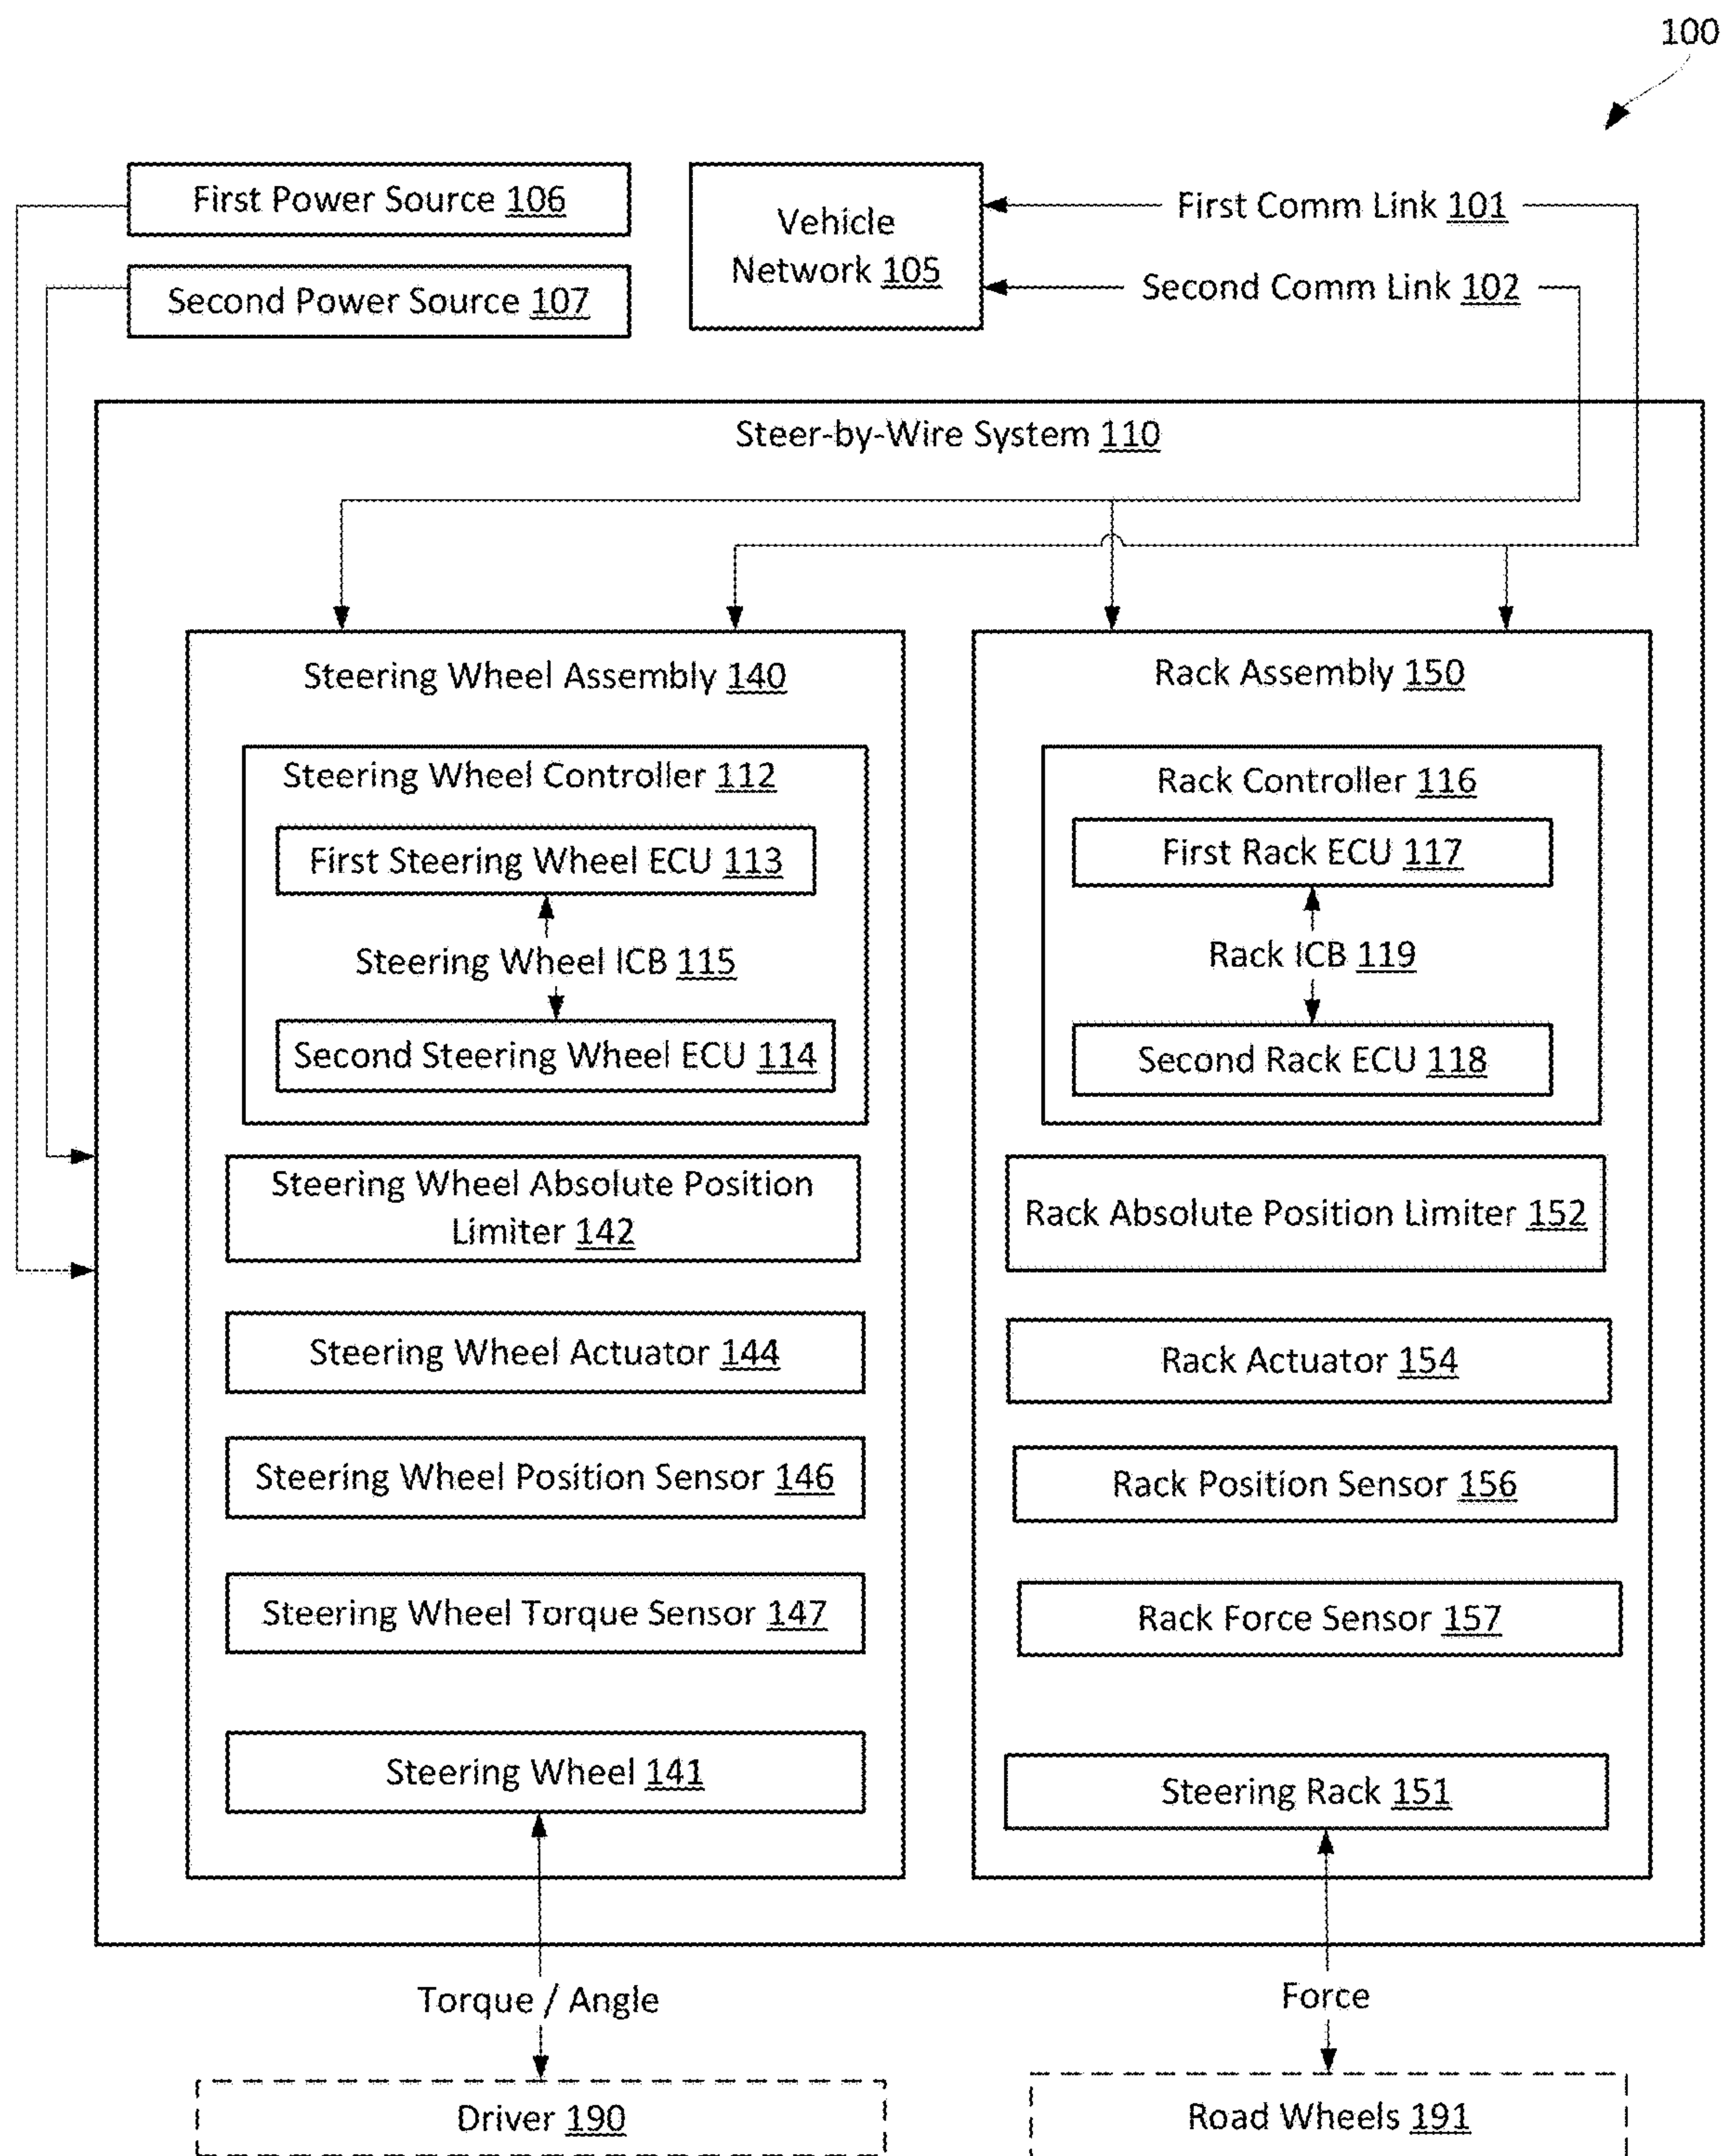 100
First Power Source 106
Second Power Source 107
Vehicle
Network 105
First Comm Link 101
Second Comm Link 102
Steer-by-Wire System 110
Steering Wheel Assembly 140
Steering Wheel Controller 112
First Steering Wheel ECU 113
Steering Wheel ICB 115
Second Steering Wheel ECU 114
Steering Wheel Absolute Position
Limiter 142
Steering Wheel Actuator 144
Steering Wheel Position Sensor 146
Steering Wheel Torque Sensor 147
Steering Wheel 141
Rack Assembly 150
Rack Controller 116
First Rack ECU 117
Rack ICB 119
Second Rack ECU 118
Rack Absolute Position Limiter 152
Rack Actuator 154
Rack Position Sensor 156
Rack Force Sensor 157
Steering Rack 151
Torque / Angle
Force
Driver 190
Road Wheels 191